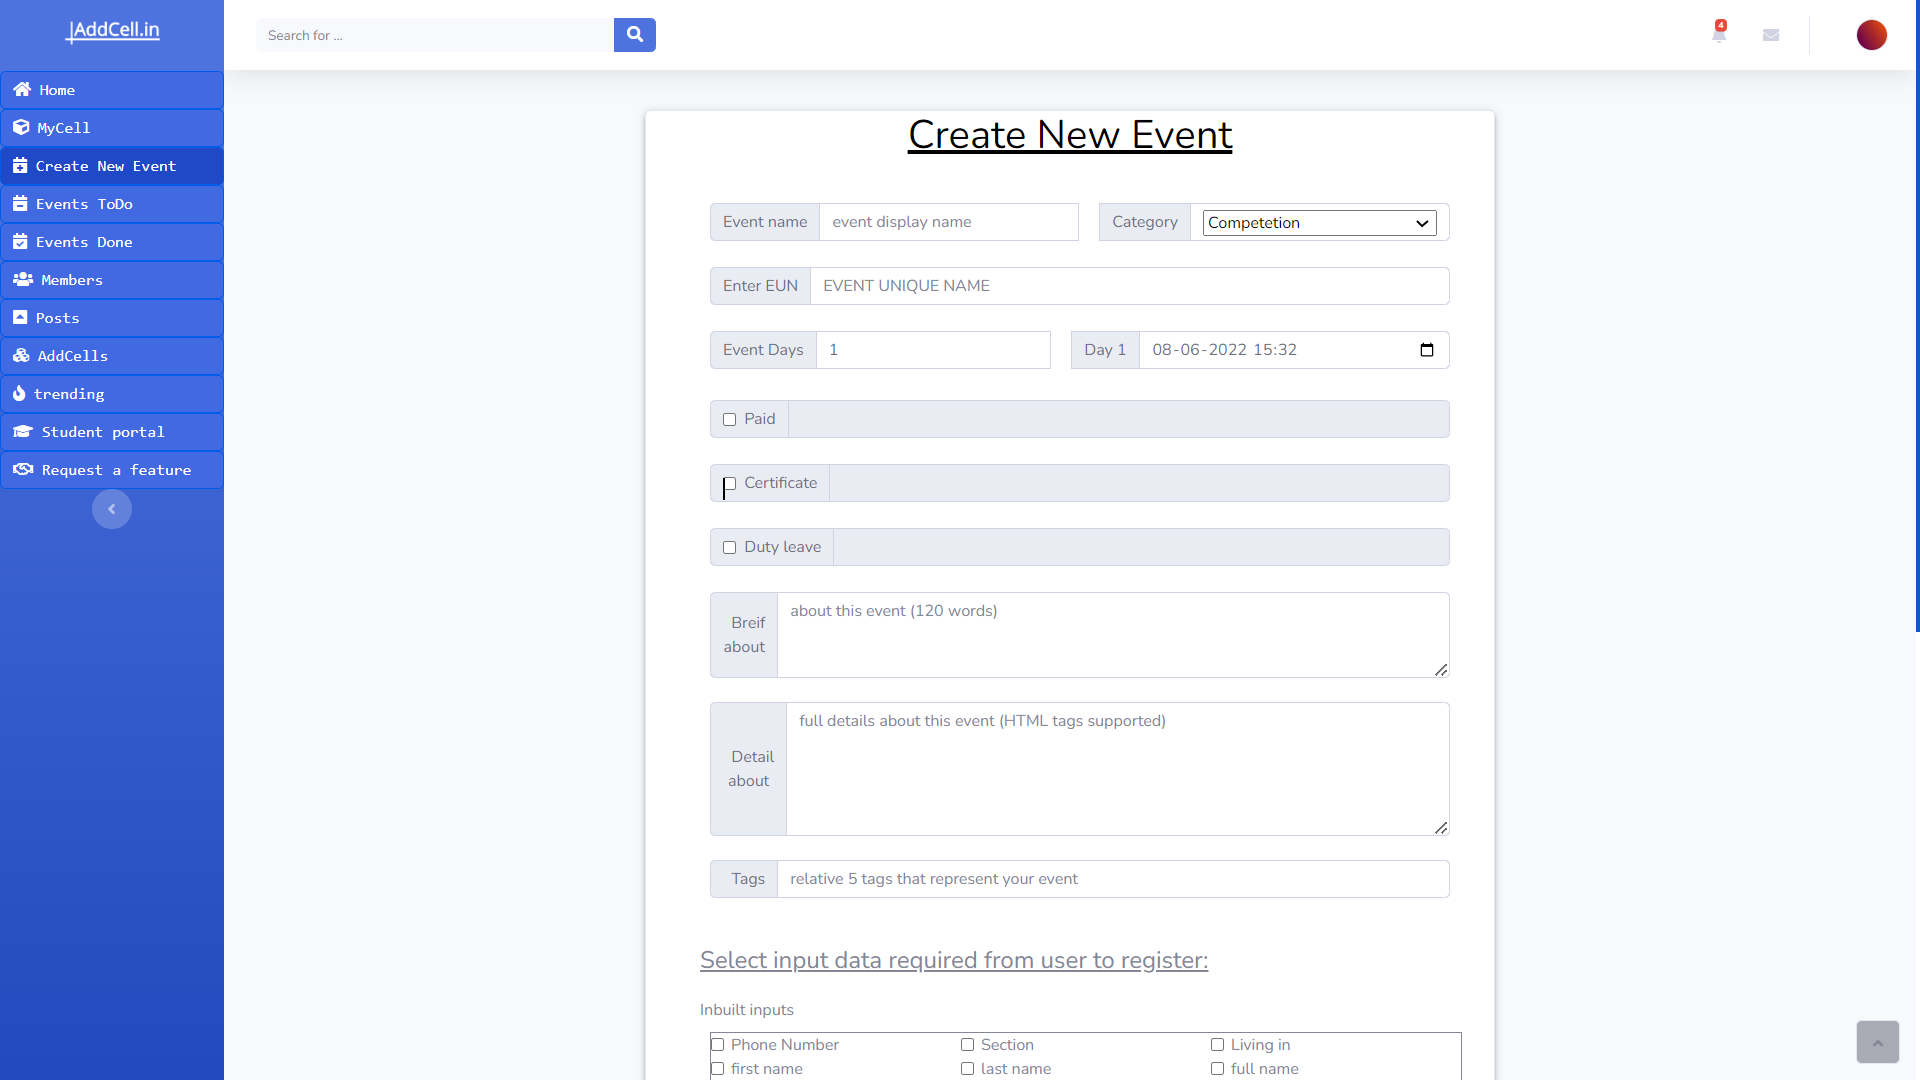 AddCell.in
Search for ...
4
Home
MyCell
Create New Event
Events ToDo
Events Done
Members
Posts
AddCells
trending
Student portal
Request a feature
Create New Event
Event name event display name Category Competetion
Enter EUN EVENT UNIQUE NAME
Event Days 1 Day 1 08-06-2022 15:32
Paid
Certificate
Duty leave
Breif about
about this event (120 words)
Detail about
full details about this event (HTML tags supported)
Tags relative 5 tags that represent your event
Select input data required from user to register:
Inbuilt inputs
Phone Number Section Living in
first name last name full name